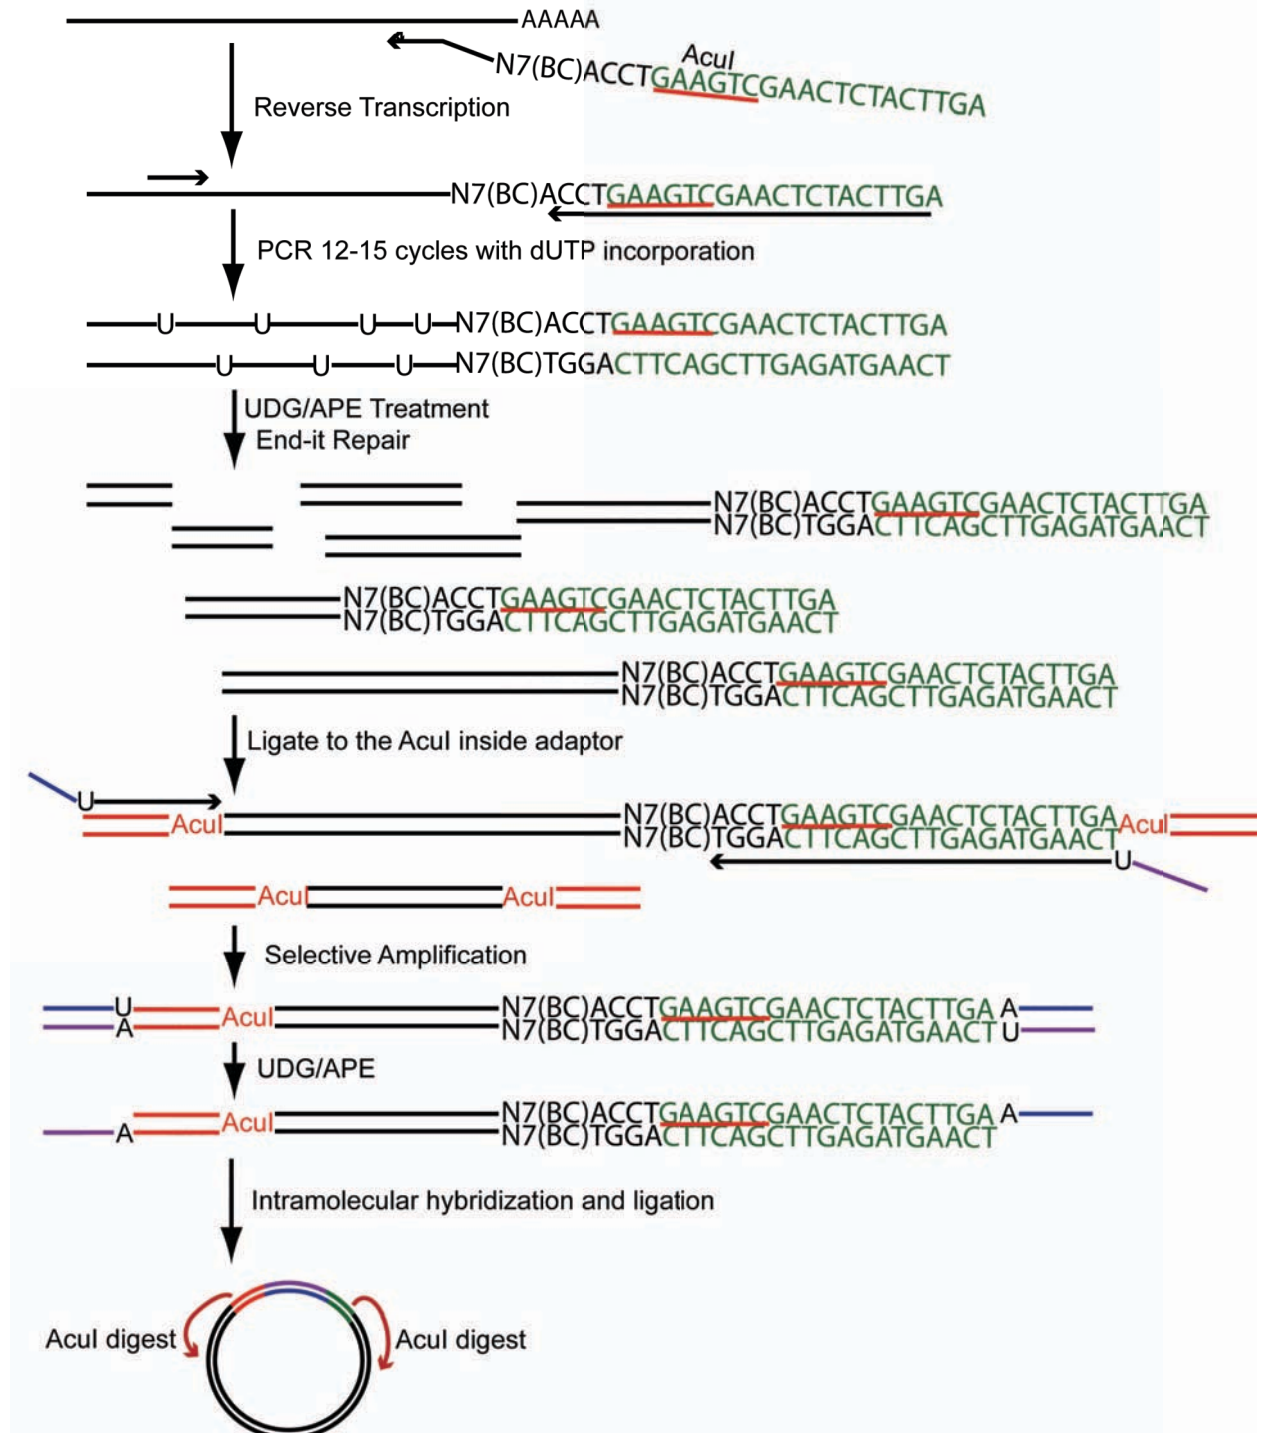 AAAAA
AcuI
N7(BC)ACCTGAAGTCGAACTCTACTTGA
Reverse Transcription
N7(BC)ACCTGAAGTCGAACTCTACTTGA
PCR 12-15 cycles with dUTP incorporation
U U U U N7(BC)ACCTGAAGTCGAACTCTACTTGA
U U U N7(BC)TGGACTTCAGCTTGAGATGAACT
UDG/APE Treatment
End-it Repair
N7(BC)ACCTGAAGTCGAACTCTACTTGA
N7(BC)TGGACTTCAGCTTGAGATGAACT
N7(BC)ACCTGAAGTCGAACTCTACTTGA
N7(BC)TGGACTTCAGCTTGAGATGAACT
N7(BC)ACCTGAAGTCGAACTCTACTTGA
N7(BC)TGGACTTCAGCTTGAGATGAACT
Ligate to the AcuI inside adaptor
U
AcuI N7(BC)ACCTGAAGTCGAACTCTACTTGA AcuI
N7(BC)TGGACTTCAGCTTGAGATGAACT
U
AcuI AcuI
Selective Amplification
U N7(BC)ACCTGAAGTCGAACTCTACTTGA A
AcuI
A N7(BC)TGGACTTCAGCTTGAGATGAACT U
UDG/APE
N7(BC)ACCTGAAGTCGAACTCTACTTGA A
AcuI
A N7(BC)TGGACTTCAGCTTGAGATGAACT
Intramolecular hybridization and ligation
AcuI digest AcuI digest